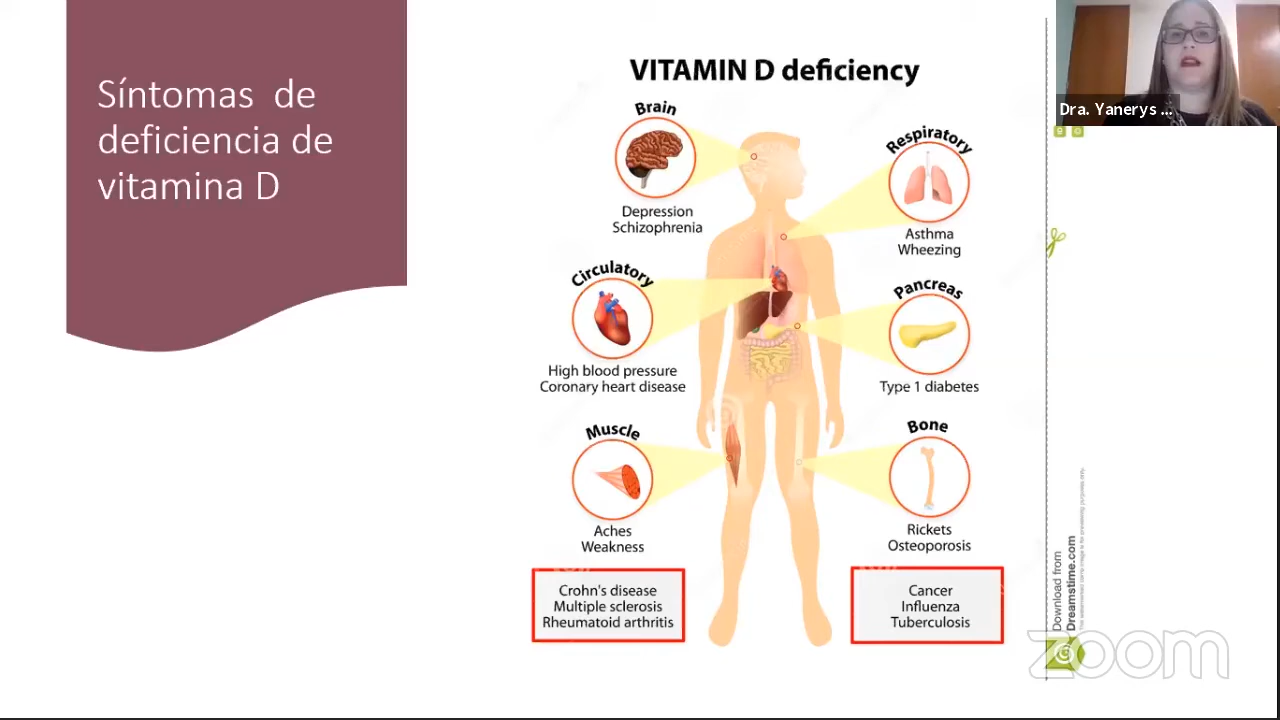 Síntomas de
deficiencia de
vitamina D
VITAMIN D deficiency
Brain
Depression
Schizophrenia
Respiratory
Asthma
Wheezing
Circulatory
High blood pressure
Coronary heart disease
Pancreas
Type 1 diabetes
Muscle
Aches
Weakness
Bone
Rickets
Osteoporosis
Crohn's disease
Multiple sclerosis
Rheumatoid arthritis
Cancer
Influenza
Tuberculosis
Dra. Yanerys ...
Download from
Dreamstime.com
zoom